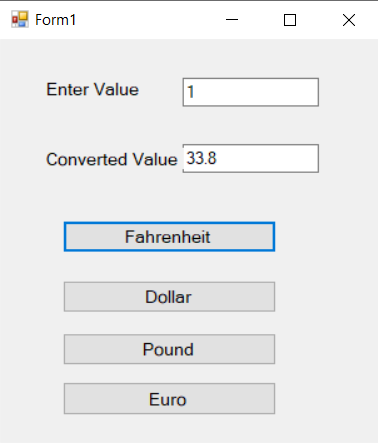 Form1
Enter Value 1
Converted Value 33.8
Fahrenheit
Dollar
Pound
Euro